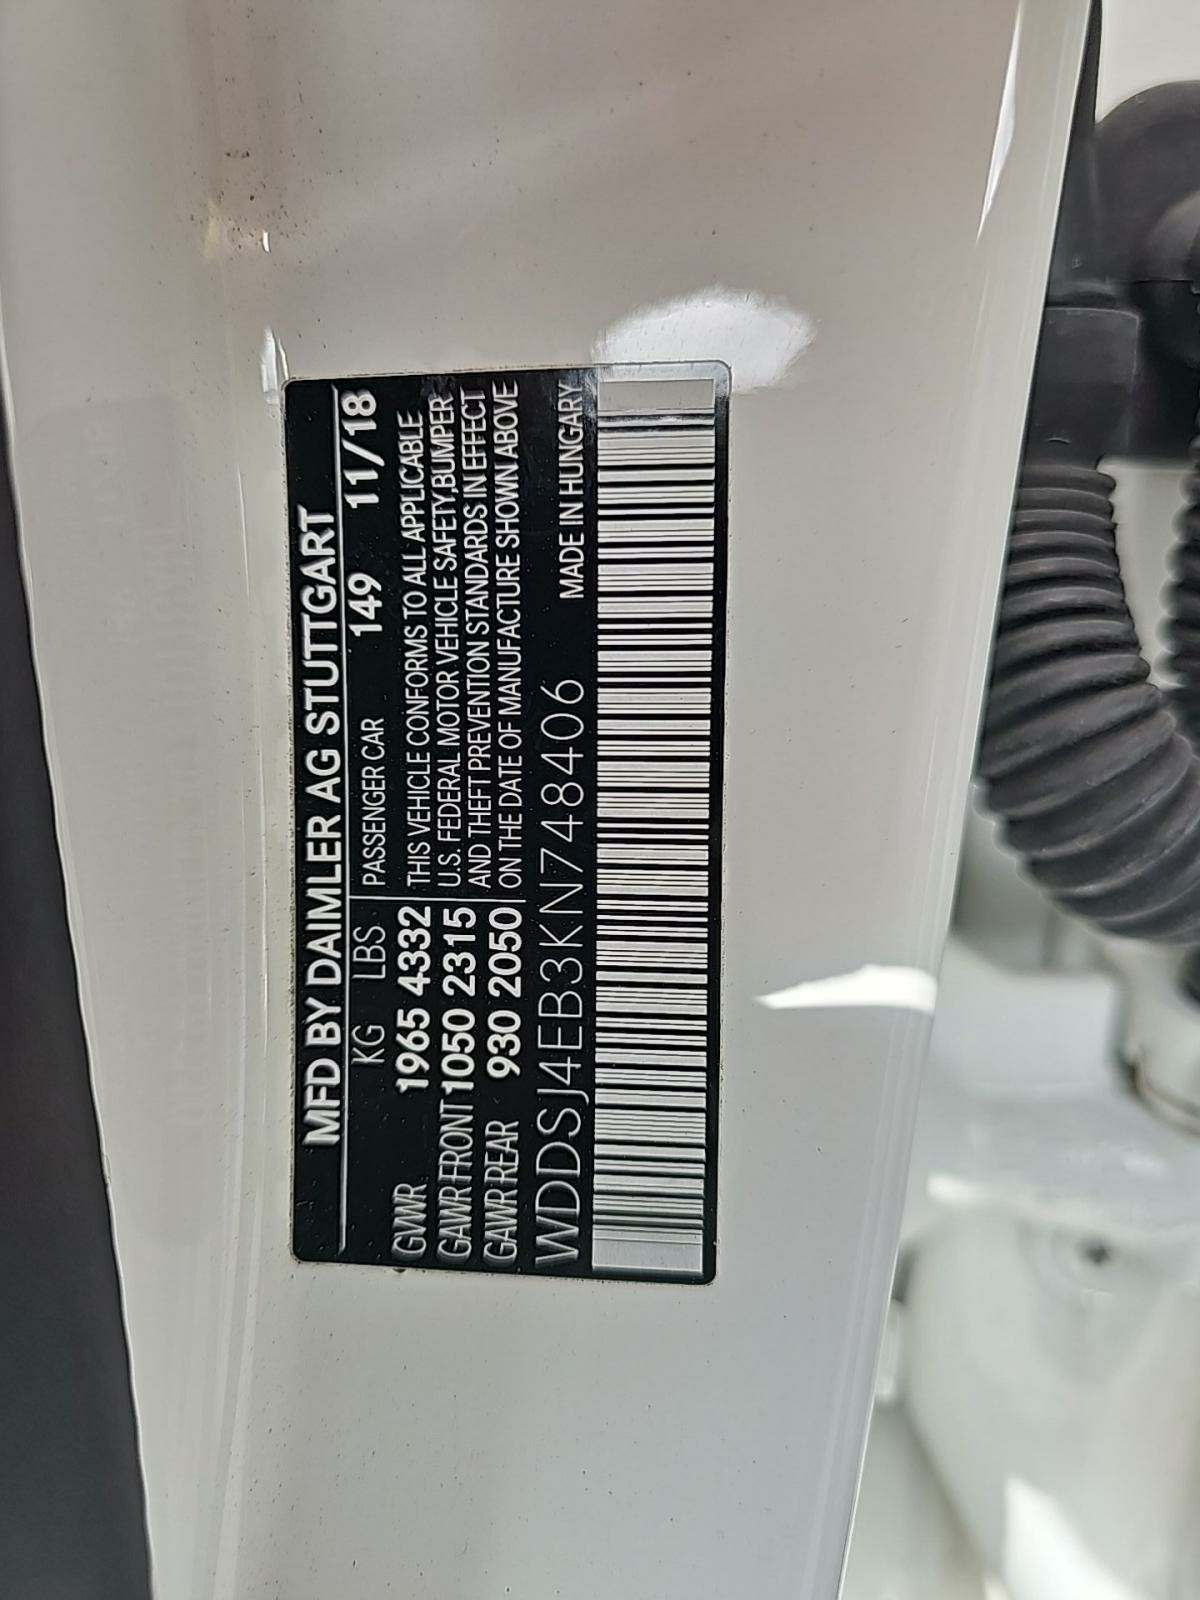 MFD BY DAIMLER AG STUTTGART
KG LBS PASSENGER CAR 149 11/18
GVWR 1965 4332 THIS VEHICLE CONFORMS TO ALL APPLICABLE
GAWR FRONT 1050 2315 U.S. FEDERAL MOTOR VEHICLE SAFETY, BUMPER
GAWR REAR 930 2050 AND THEFT PREVENTION STANDARDS IN EFFECT
ON THE DATE OF MANUFACTURE SHOWN ABOVE
WDDSJ4EB3KN748406 MADE IN HUNGARY